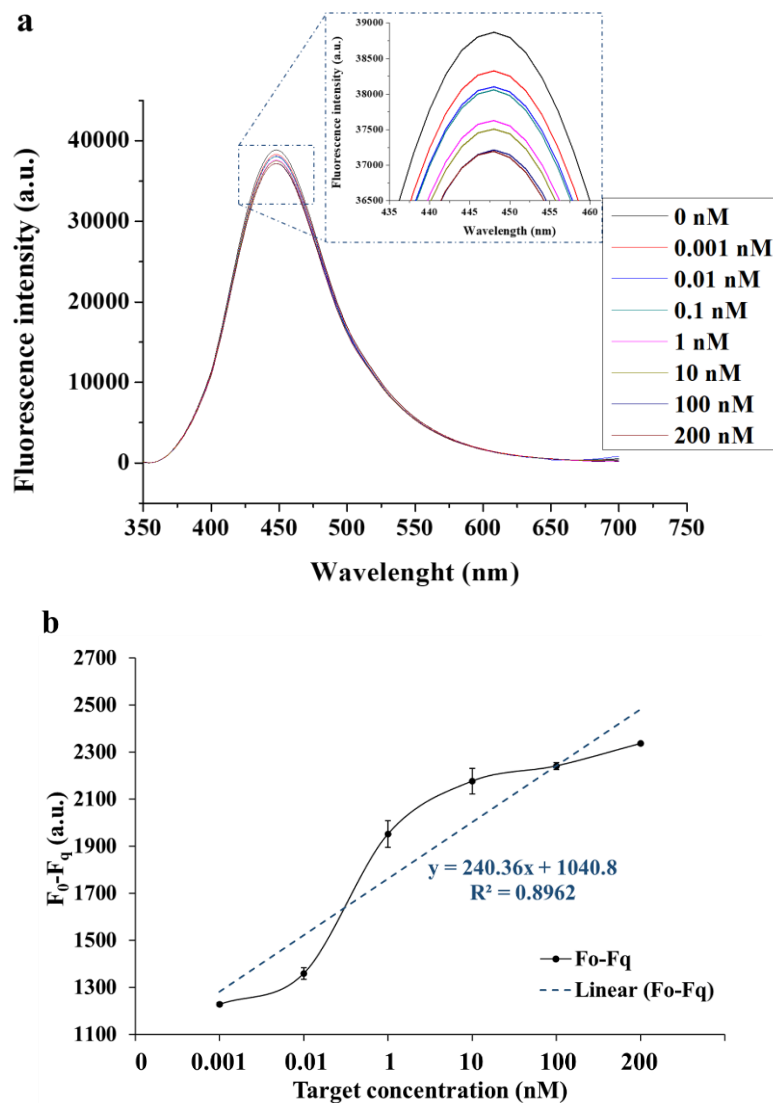 a
Fluorescence intensity (a.u.)
40000
30000
20000
10000
0
350 400 450 500 550 600 650 700 750
Wavelenght (nm)
Fluorescence intensity (a.u.)
39000
38500
38000
37500
37000
36500
435 440 445 450 455 460
Wavelength (nm)
0 nM
0.001 nM
0.01 nM
0.1 nM
1 nM
10 nM
100 nM
200 nM
b
F0-Fq (a.u.)
2700
2500
2300
2100
1900
1700
1500
1300
1100
y = 240.36x + 1040.8
R² = 0.8962
Fo-Fq
Linear (Fo-Fq)
0 0.001 0.01 1 10 100 200
Target concentration (nM)